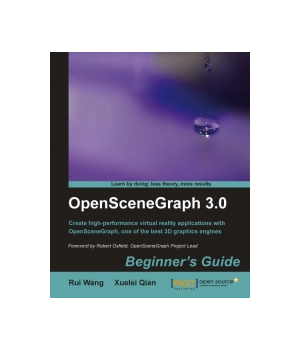 Learn by doing: less theory, more results
OpenSceneGraph 3.0
Create high-performance virtual reality applications with
OpenSceneGraph, one of the best 3D graphics engines
Foreword by Robert Osfield, OpenSceneGraph Project Lead
Beginner's Guide
Rui Wang Xuelei Qian
open source